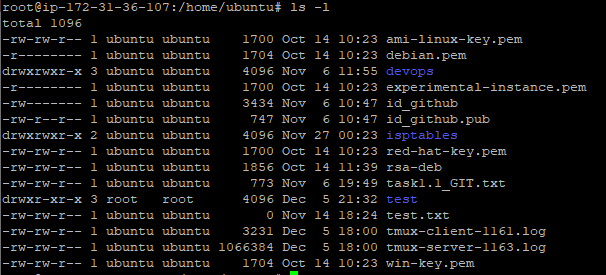 root@ip-172-31-36-107:/home/ubuntu# ls -l
total 1096
-rw-rw-r-- 1 ubuntu ubuntu    1700 Oct 14 10:23 ami-linux-key.pem
-r-------- 1 ubuntu ubuntu    1704 Oct 14 10:23 debian.pem
drwxrwxr-x 3 ubuntu ubuntu    4096 Nov  6 11:55 devops
-r-------- 1 ubuntu ubuntu    1700 Oct 14 10:23 experimental-instance.pem
-rw------- 1 ubuntu ubuntu    3434 Nov  6 10:47 id_github
-rw-r--r-- 1 ubuntu ubuntu     747 Nov  6 10:47 id_github.pub
drwxrwxr-x 2 ubuntu ubuntu    4096 Nov 27 00:23 isptables
-rw-rw-r-- 1 ubuntu ubuntu    1700 Oct 14 10:23 red-hat-key.pem
-rw-rw-r-- 1 ubuntu ubuntu    1856 Oct 14 11:39 rsa-deb
-rw-rw-r-- 1 ubuntu ubuntu     773 Nov  6 19:49 task1.1_GIT.txt
drwxr-xr-x 3 root   root      4096 Dec  5 21:32 test
-rw-rw-r-- 1 ubuntu ubuntu       0 Nov 14 18:24 test.txt
-rw-rw-r-- 1 ubuntu ubuntu    3231 Dec  5 18:00 tmux-client-1161.log
-rw-rw-r-- 1 ubuntu ubuntu 1066384 Dec  5 18:00 tmux-server-1163.log
-rw-rw-r-- 1 ubuntu ubuntu    1704 Oct 14 10:23 win-key.pem